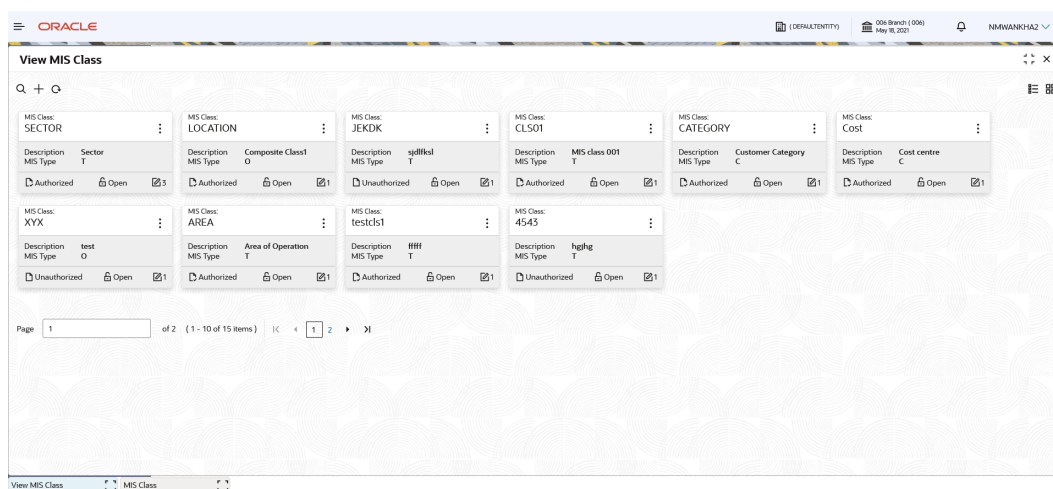 ORACLE
( DEFAULTENTITY)
006 Branch ( 006)
May 18, 2021
NMWANKHA2
View MIS Class
MIS Class:
SECTOR
Description Sector
MIS Type T
Authorized Open 3
MIS Class:
LOCATION
Description Composite Class1
MIS Type O
Authorized Open 1
MIS Class:
JEKDK
Description sjdlfksl
MIS Type T
Unauthorized Open 1
MIS Class:
CLS01
Description MIS class 001
MIS Type T
Authorized Open 1
MIS Class:
CATEGORY
Description Customer Category
MIS Type C
Authorized Open 1
MIS Class:
Cost
Description Cost centre
MIS Type C
Authorized Open 1
MIS Class:
XYX
Description test
MIS Type O
Unauthorized Open 1
MIS Class:
AREA
Description Area of Operation
MIS Type T
Authorized Open 1
MIS Class:
testcls1
Description fffff
MIS Type T
Authorized Open 1
MIS Class:
4543
Description hgjhg
MIS Type T
Unauthorized Open 1
Page 1 of 2 ( 1 - 10 of 15 items ) 1 2
View MIS Class MIS Class